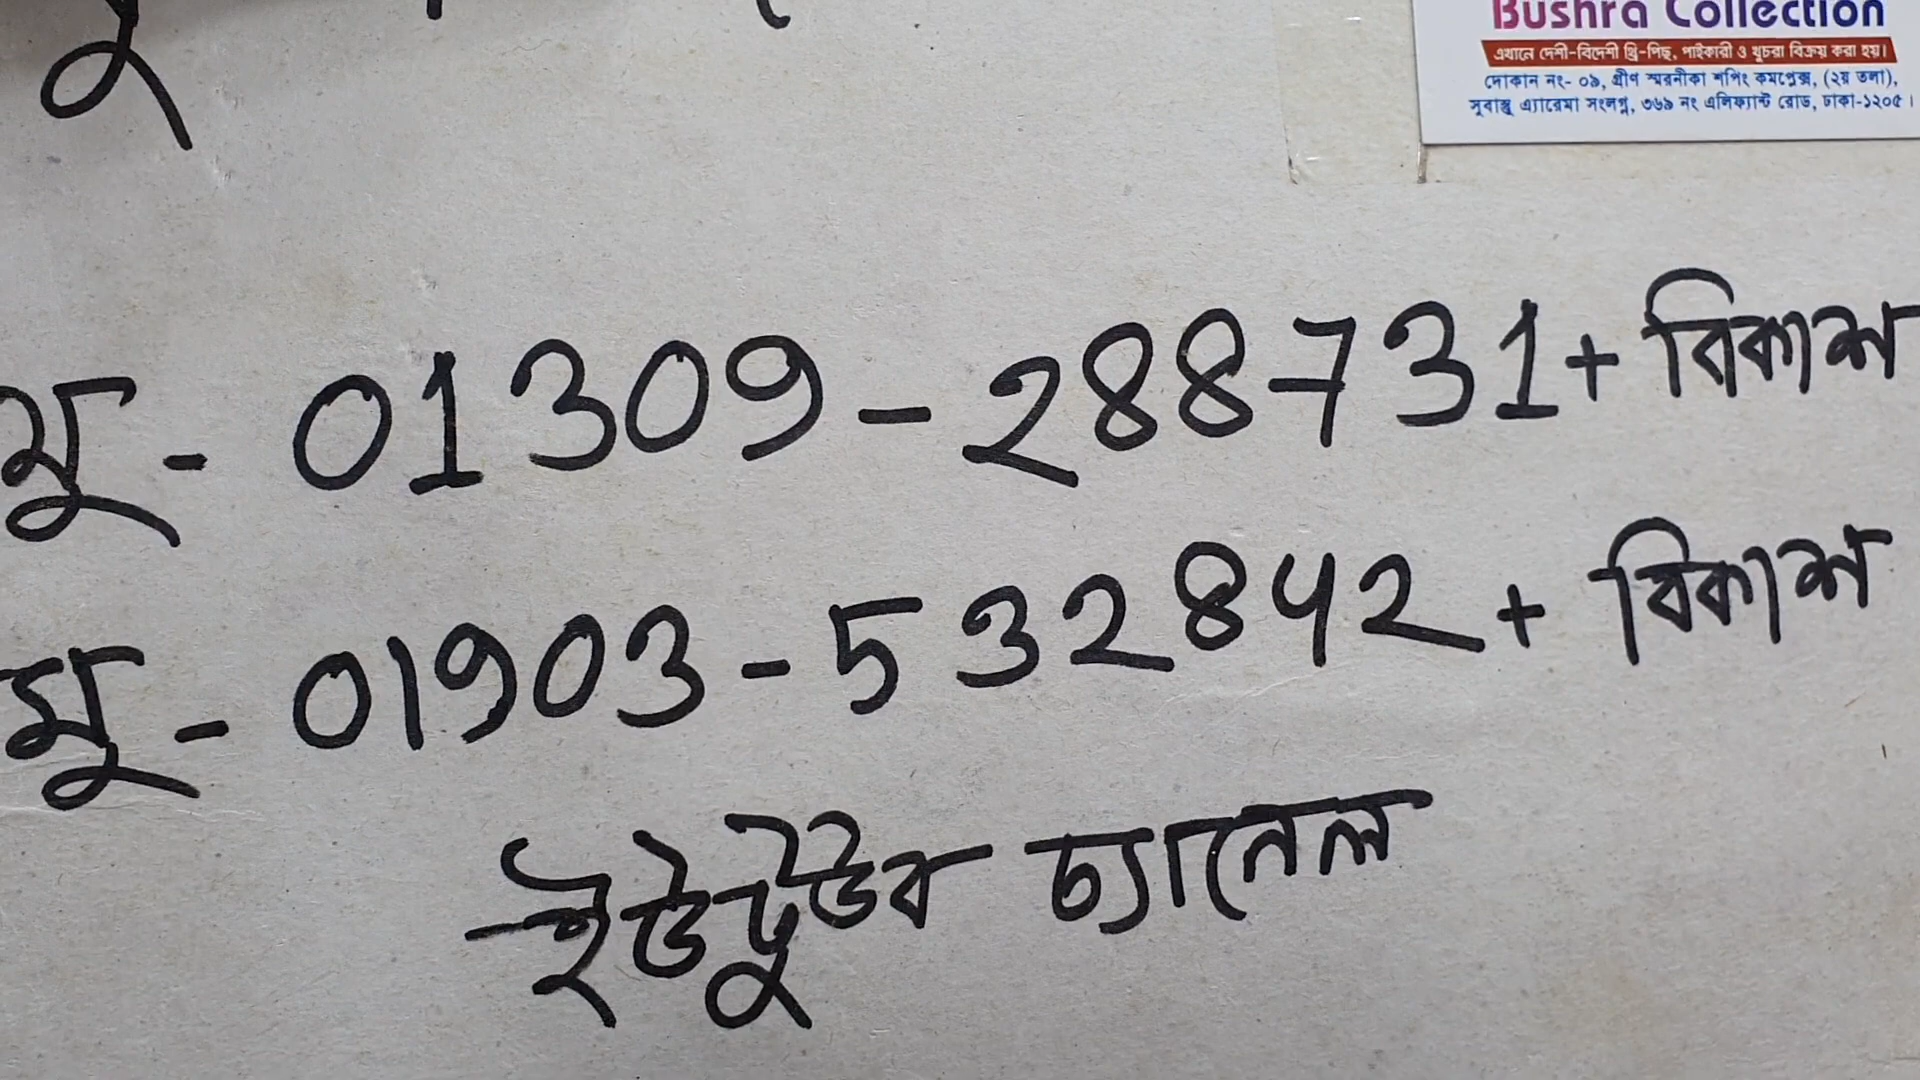 Bushra Collection
এখানে দেশী-বিদেশী থ্রি-পিছ, পাইকারী ও খুচরা বিক্রয় করা হয়।
দোকান নং- ০৯, গ্রীণ স্মরনীকা শপিং কমপ্লেক্স, (২য় তলা),
সুবাস্তু এ্যারোমা সংলগ্ন, ৩৬৯ নং এলিফ্যান্ট রোড, ঢাকা-১২০৫।
মু - 01309-288731+ বিকাশ
মু - 01903-532842 + বিকাশ
ইউটুউব চ্যানেল